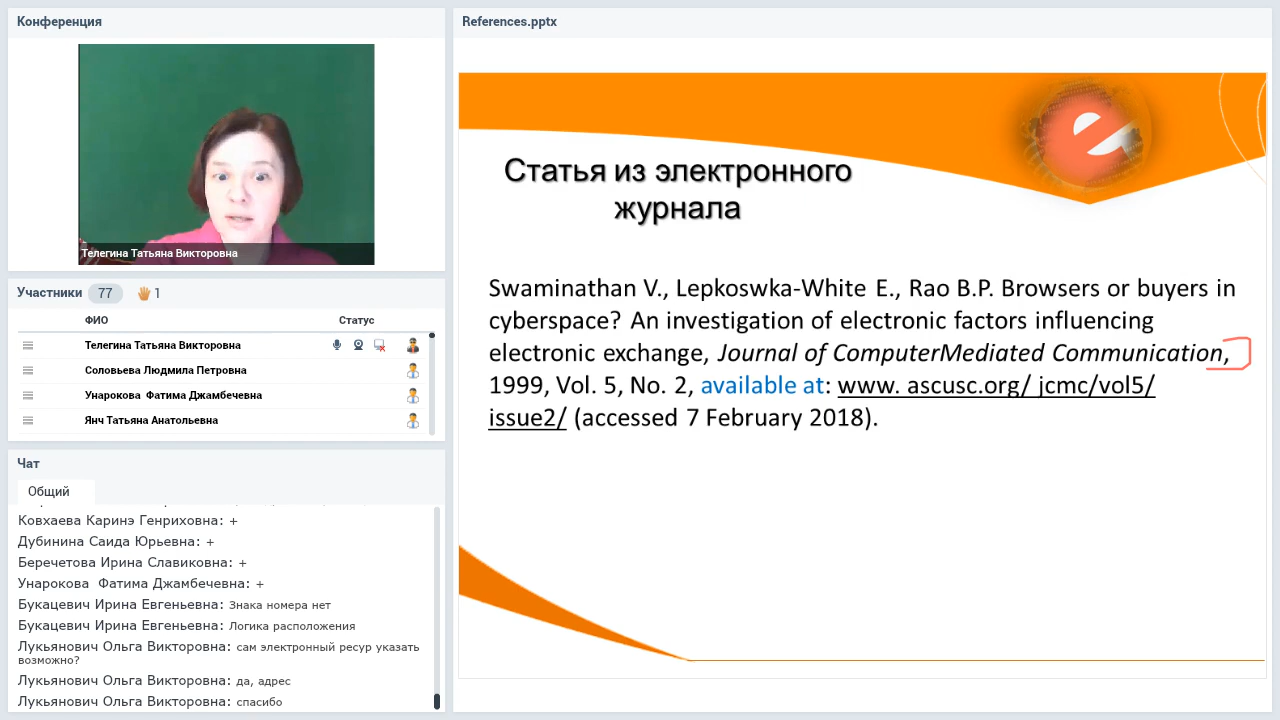 Конференция
Телегина Татьяна Викторовна
Участники 77 1
ФИО Статус
Телегина Татьяна Викторовна
Соловьева Людмила Петровна
Унарокова Фатима Джамбечевна
Янч Татьяна Анатольевна
Чат
Общий
Ковхаева Каринэ Генриховна: +
Дубинина Саида Юрьевна: +
Беречетова Ирина Славиковна: +
Унарокова Фатима Джамбечевна: +
Букацевич Ирина Евгеньевна: Знака номера нет
Букацевич Ирина Евгеньевна: Логика расположения
Лукьянович Ольга Викторовна: сам электронный ресур указать
возможно?
Лукьянович Ольга Викторовна: да, адрес
Лукьянович Ольга Викторовна: спасибо
References.pptx
Статья из электронного
журнала
Swaminathan V., Lepkoswka-White E., Rao B.P. Browsers or buyers in
cyberspace? An investigation of electronic factors influencing
electronic exchange, Journal of ComputerMediated Communication,
1999, Vol. 5, No. 2, available at: www. ascusc.org/ jcmc/vol5/
issue2/ (accessed 7 February 2018).